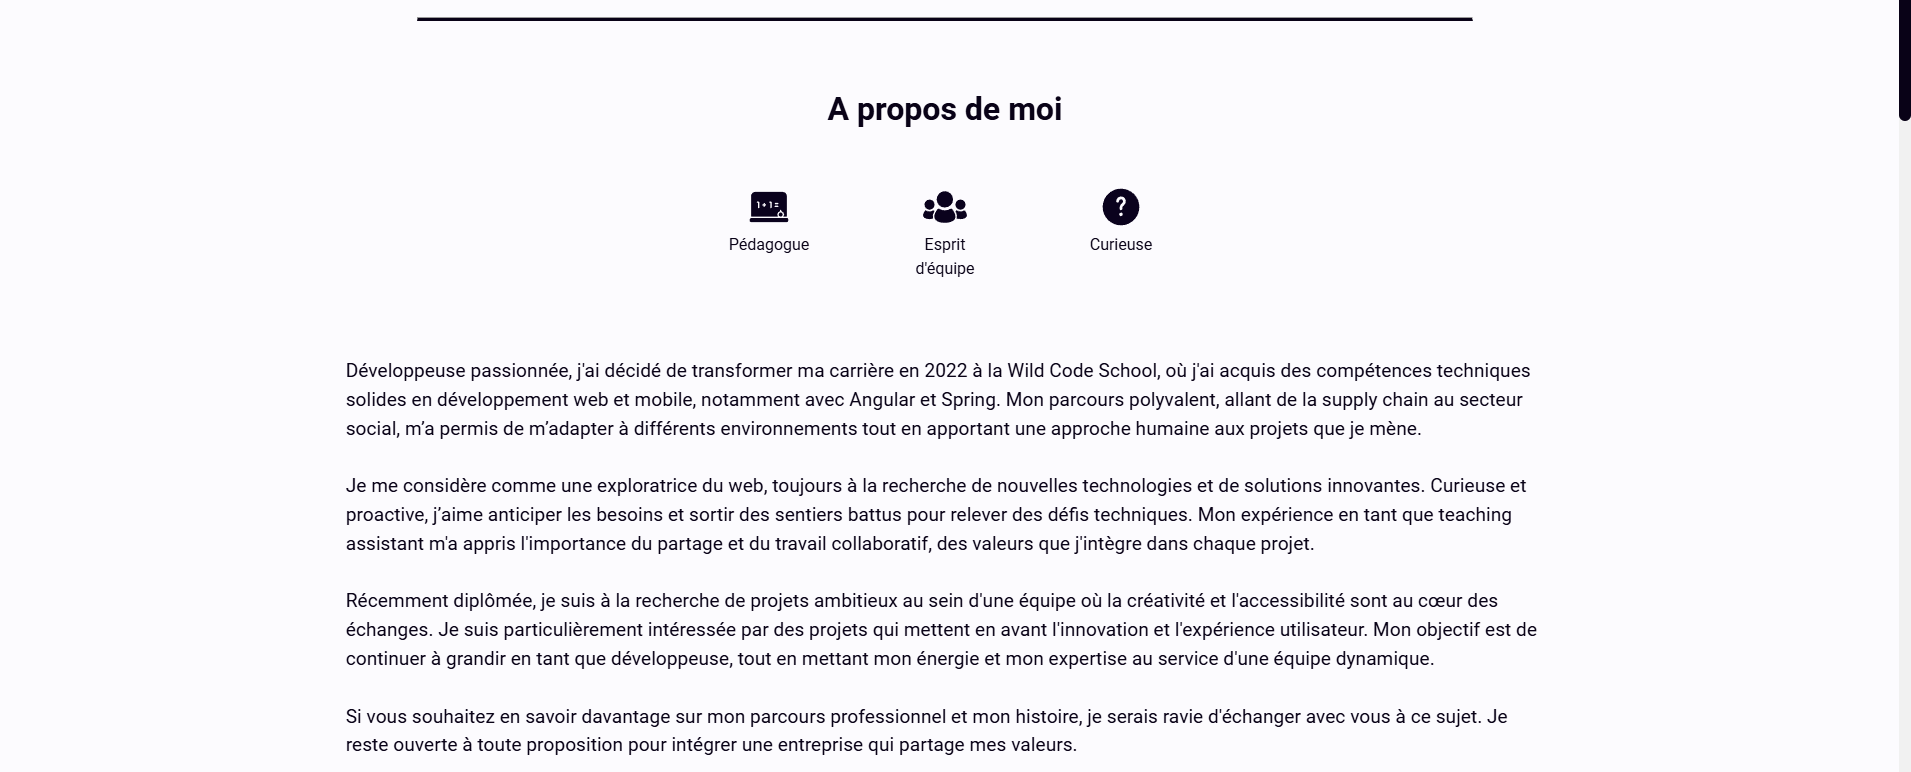 A propos de moi
1+1=
Pédagogue
Esprit
d'équipe
?
Curieuse
Développeuse passionnée, j'ai décidé de transformer ma carrière en 2022 à la Wild Code School, où j'ai acquis des compétences techniques
solides en développement web et mobile, notamment avec Angular et Spring. Mon parcours polyvalent, allant de la supply chain au secteur
social, m’a permis de m’adapter à différents environnements tout en apportant une approche humaine aux projets que je mène.
Je me considère comme une exploratrice du web, toujours à la recherche de nouvelles technologies et de solutions innovantes. Curieuse et
proactive, j’aime anticiper les besoins et sortir des sentiers battus pour relever des défis techniques. Mon expérience en tant que teaching
assistant m'a appris l'importance du partage et du travail collaboratif, des valeurs que j'intègre dans chaque projet.
Récemment diplômée, je suis à la recherche de projets ambitieux au sein d'une équipe où la créativité et l'accessibilité sont au cœur des
échanges. Je suis particulièrement intéressée par des projets qui mettent en avant l'innovation et l'expérience utilisateur. Mon objectif est de
continuer à grandir en tant que développeuse, tout en mettant mon énergie et mon expertise au service d'une équipe dynamique.
Si vous souhaitez en savoir davantage sur mon parcours professionnel et mon histoire, je serais ravie d'échanger avec vous à ce sujet. Je
reste ouverte à toute proposition pour intégrer une entreprise qui partage mes valeurs.